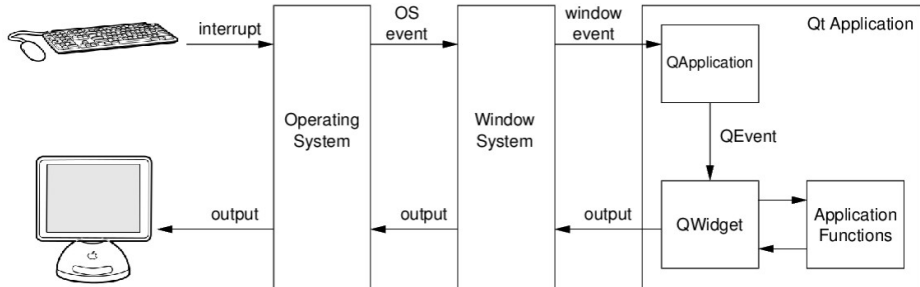 OS
event
window
event
Qt Application
interrupt
QApplication
Operating
System
Window
System
QEvent
output
output
output
QWidget
Application
Functions